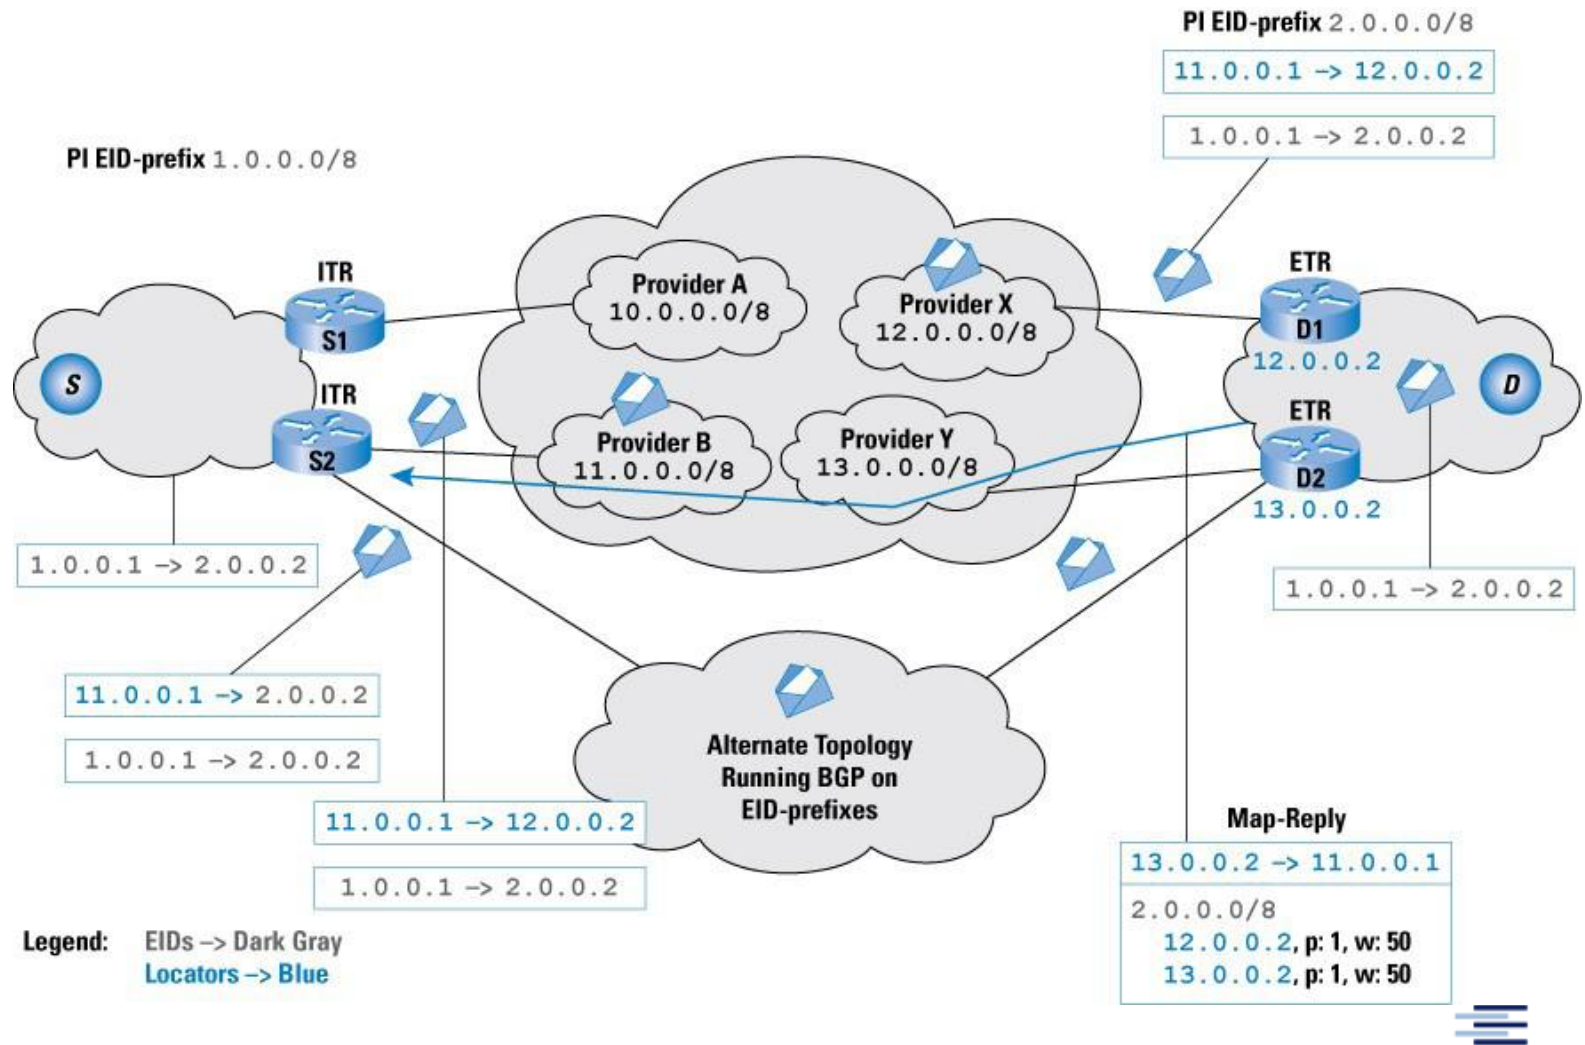 PI EID-prefix 2.0.0.0/8
11.0.0.1 –> 12.0.0.2
1.0.0.1 –> 2.0.0.2
PI EID-prefix 1.0.0.0/8
ITR
S1
Provider A
10.0.0.0/8
Provider X
12.0.0.0/8
ETR
D1
12.0.0.2
S
D
ITR
S2
Provider B
11.0.0.0/8
Provider Y
13.0.0.0/8
ETR
D2
13.0.0.2
1.0.0.1 –> 2.0.0.2
1.0.0.1 –> 2.0.0.2
11.0.0.1 –> 2.0.0.2
1.0.0.1 –> 2.0.0.2
Alternate Topology
Running BGP on
EID-prefixes
11.0.0.1 –> 12.0.0.2
1.0.0.1 –> 2.0.0.2
Map-Reply
13.0.0.2 –> 11.0.0.1
2.0.0.0/8
12.0.0.2, p: 1, w: 50
13.0.0.2, p: 1, w: 50
Legend: EIDs –> Dark Gray
Locators –> Blue